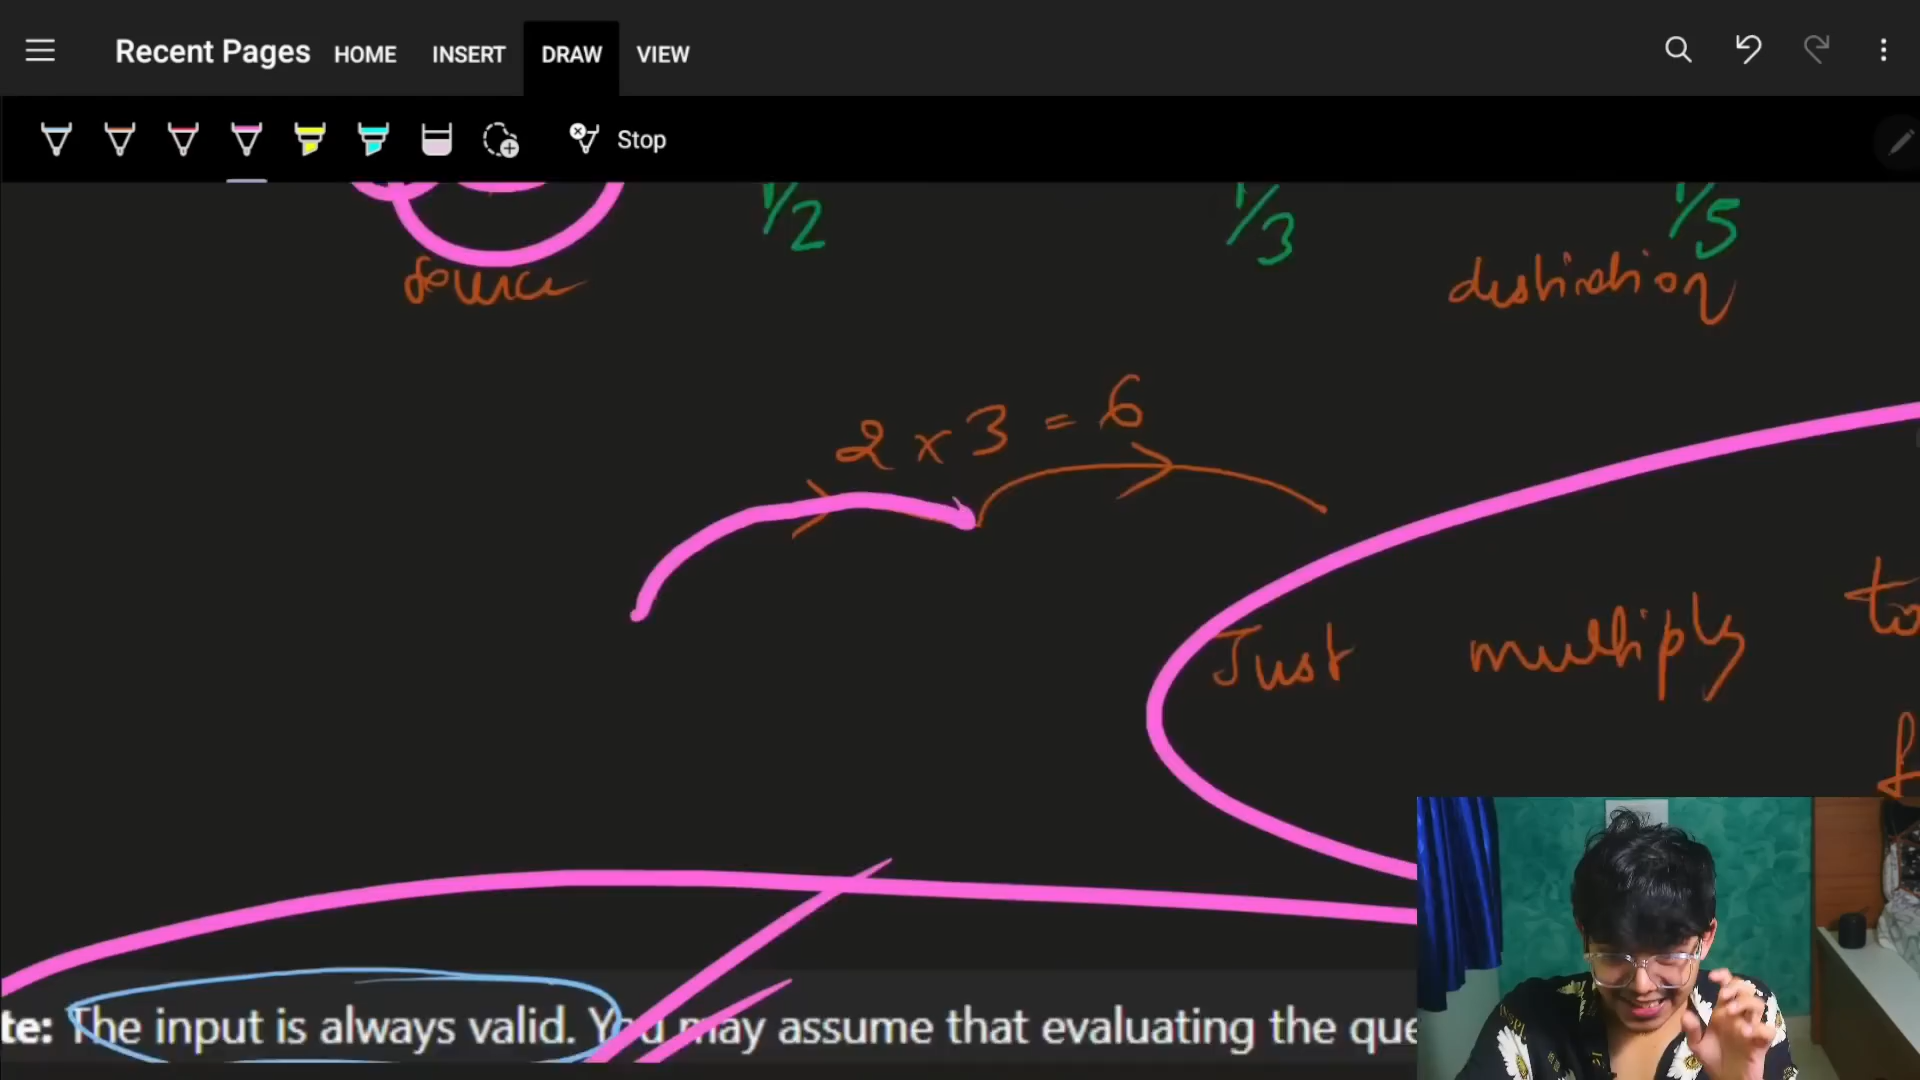 Recent Pages HOME INSERT DRAW VIEW
Stop
1/2 1/3 1/5
source destination
2 x 3 = 6
Just multiply to
te: The input is always valid. You may assume that evaluating the que